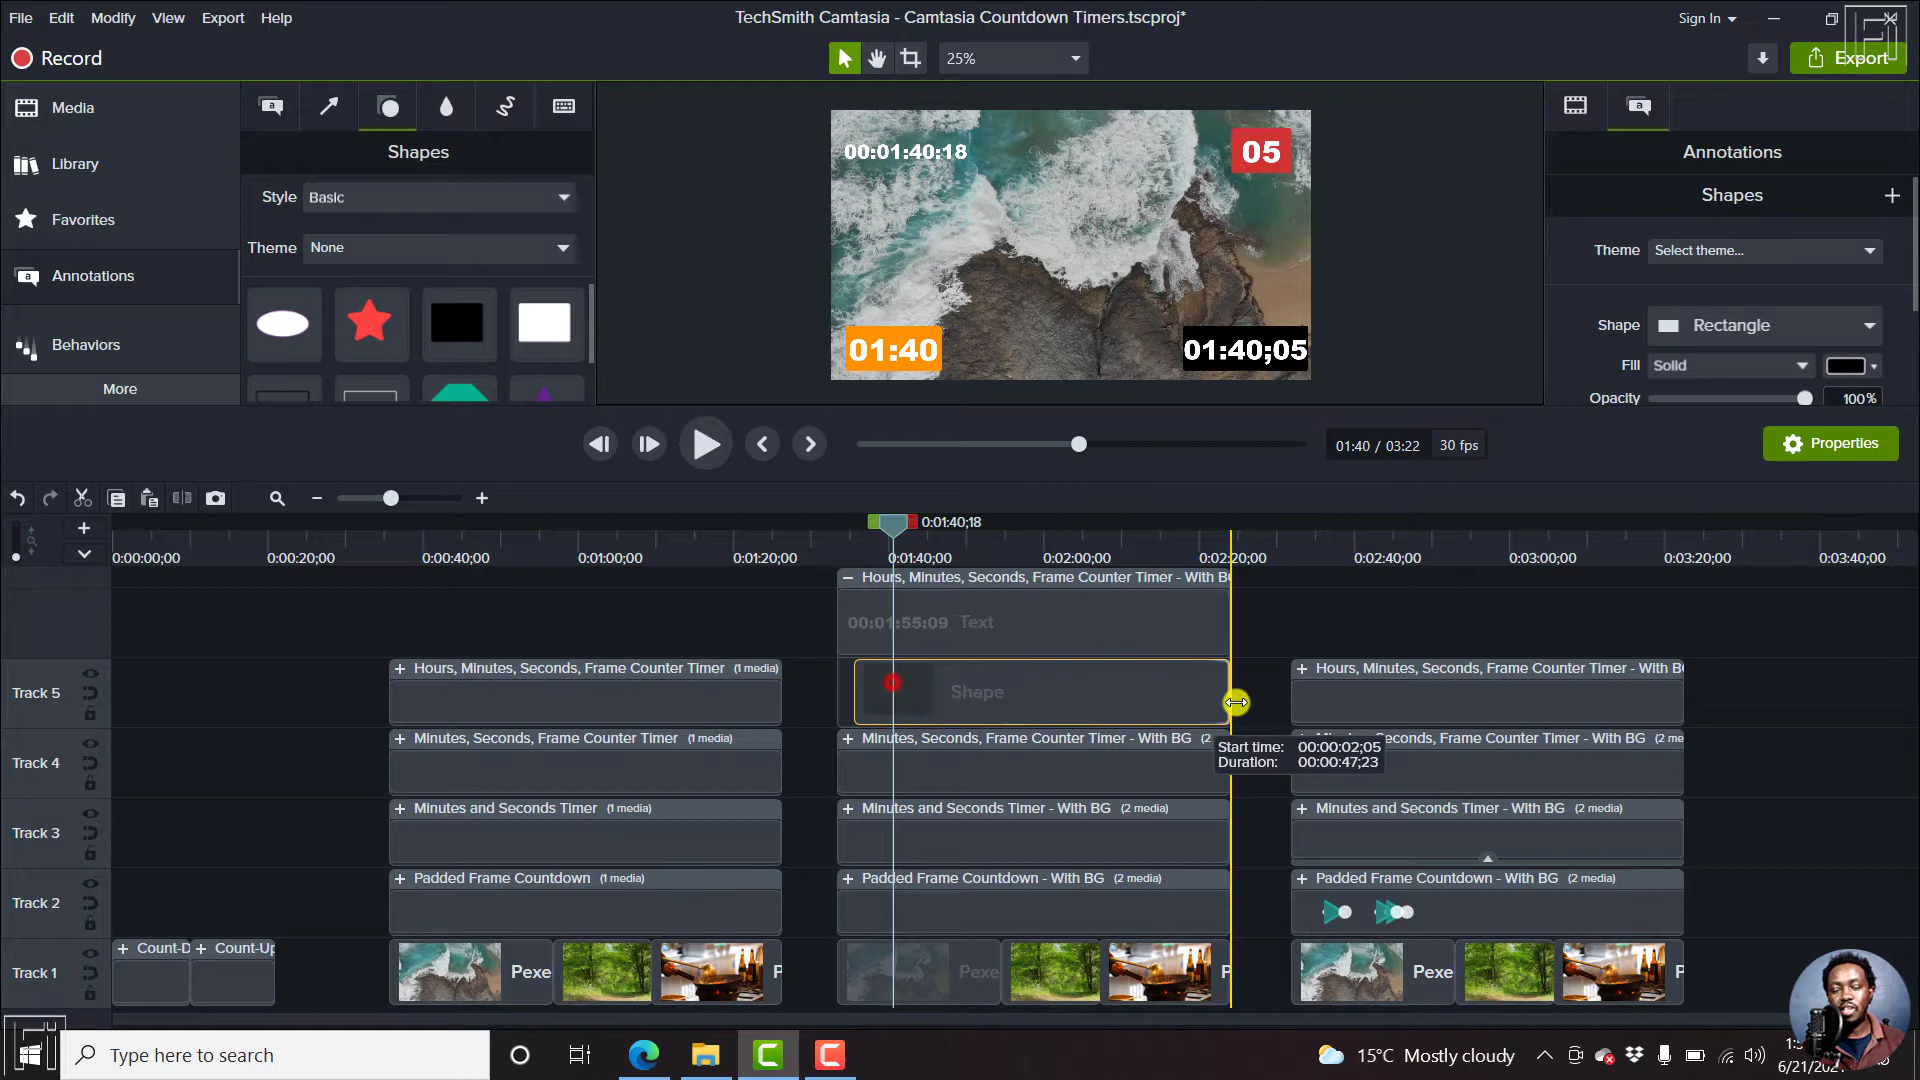 File Edit Modify View Export Help
TechSmith Camtasia - Camtasia Countdown Timers.tscproj*
Sign In
Record
25%
Export
Media
Library
Favorites
Annotations
Behaviors
More
Shapes
Style Basic
Theme None
00:01:40:18
05
01:40
01:40;05
Annotations
Shapes
Theme Select theme...
Shape Rectangle
Fill Solid
Opacity 100%
01:40 / 03:22 30 fps
Properties
0:01:40;18
0:00:00;00 0:00:20;00 0:00:40;00 0:01:00;00 0:01:20;00 0:01:40;00 0:02:00;00 0:02:20;00 0:02:40;00 0:03:00;00 0:03:20;00 0:03:40;00
Hours, Minutes, Seconds, Frame Counter Timer - With
00:01:55:09 Text
Track 5
Hours, Minutes, Seconds, Frame Counter Timer (1 media)
Shape
Hours, Minutes, Seconds, Frame Counter Timer - With
Track 4
Minutes, Seconds, Frame Counter Timer (1 media)
Minutes, Seconds, Frame Counter Timer - With BG (2
Seconds, Frame Counter Timer - With BG (2 me
Start time: 00:00:02;05
Duration: 00:00:47;23
Track 3
Minutes and Seconds Timer (1 media)
Minutes and Seconds Timer - With BG (2 media)
Minutes and Seconds Timer - With BG (2 media)
Track 2
Padded Frame Countdown (1 media)
Padded Frame Countdown - With BG (2 media)
Padded Frame Countdown - With BG (2 media)
Track 1
Count-D Count-Up
Pexe P
Pexe P
Pexe P
Type here to search
15°C Mostly cloudy